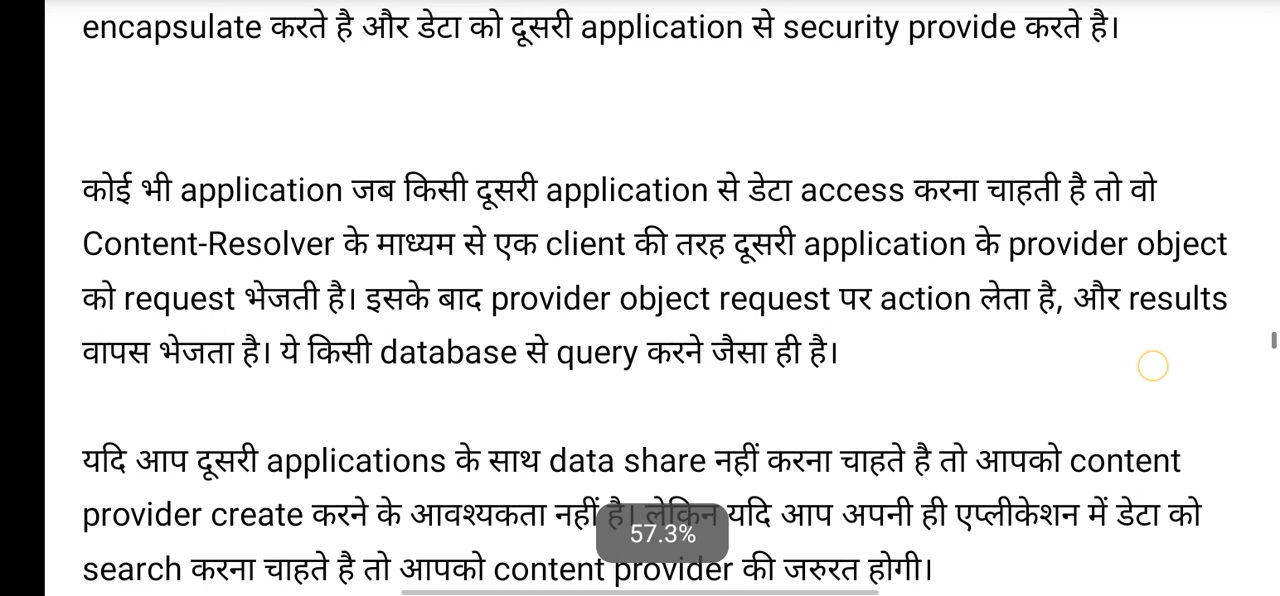 encapsulate करते है और डेटा को दूसरी application से security provide करते है।
कोई भी application जब किसी दूसरी application से डेटा access करना चाहती है तो वो
Content-Resolver के माध्यम से एक client की तरह दूसरी application के provider object
को request भेजती है। इसके बाद provider object request पर action लेता है, और results
वापस भेजता है। ये किसी database से query करने जैसा ही है।
यदि आप दूसरी applications के साथ data share नहीं करना चाहते है तो आपको content
provider create करने के आवश्यकता नहीं है। लेकिन यदि आप अपनी ही एप्लीकेशन में डेटा को
57.3%
search करना चाहते है तो आपको content provider की जरुरत होगी।